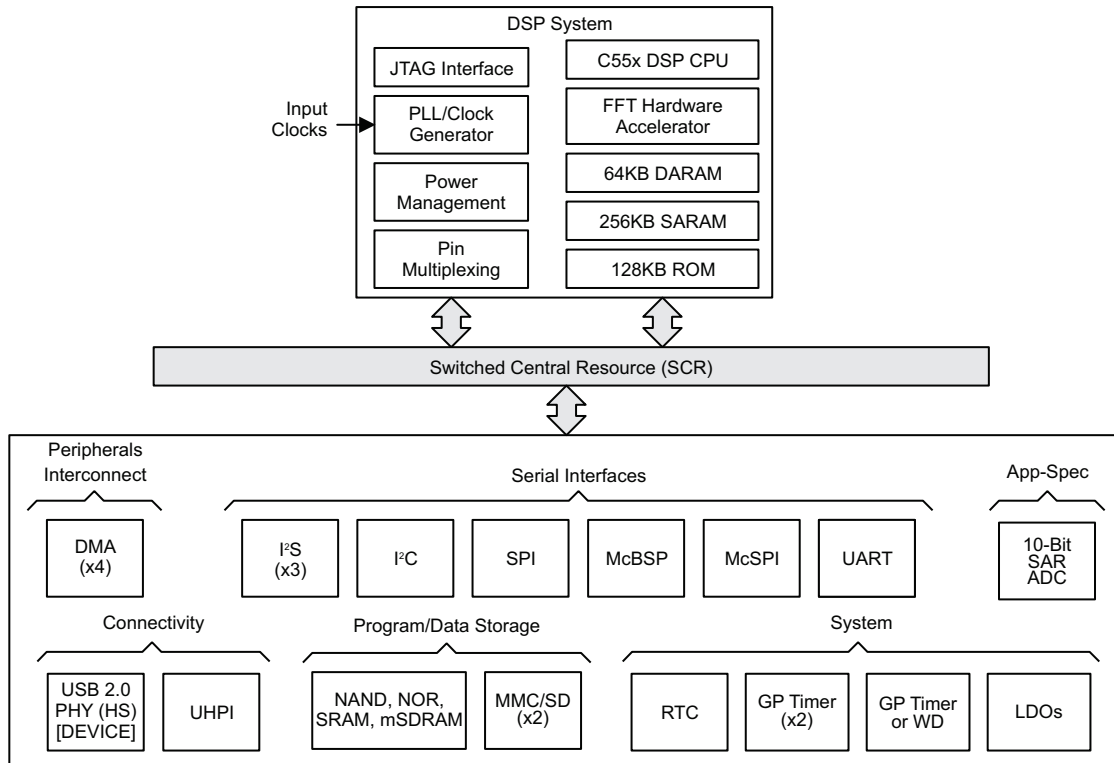 DSP System
JTAG Interface
C55x DSP CPU
Input
Clocks
PLL/Clock
Generator
FFT Hardware
Accelerator
Power
Management
64KB DARAM
256KB SARAM
Pin
Multiplexing
128KB ROM
Switched Central Resource (SCR)
Peripherals
Interconnect
Serial Interfaces
App-Spec
DMA
(x4)
I²S
(x3)
I²C
SPI
McBSP
McSPI
UART
10-Bit
SAR
ADC
Connectivity
Program/Data Storage
System
USB 2.0
PHY (HS)
[DEVICE]
UHPI
NAND, NOR,
SRAM, mSDRAM
MMC/SD
(x2)
RTC
GP Timer
(x2)
GP Timer
or WD
LDOs